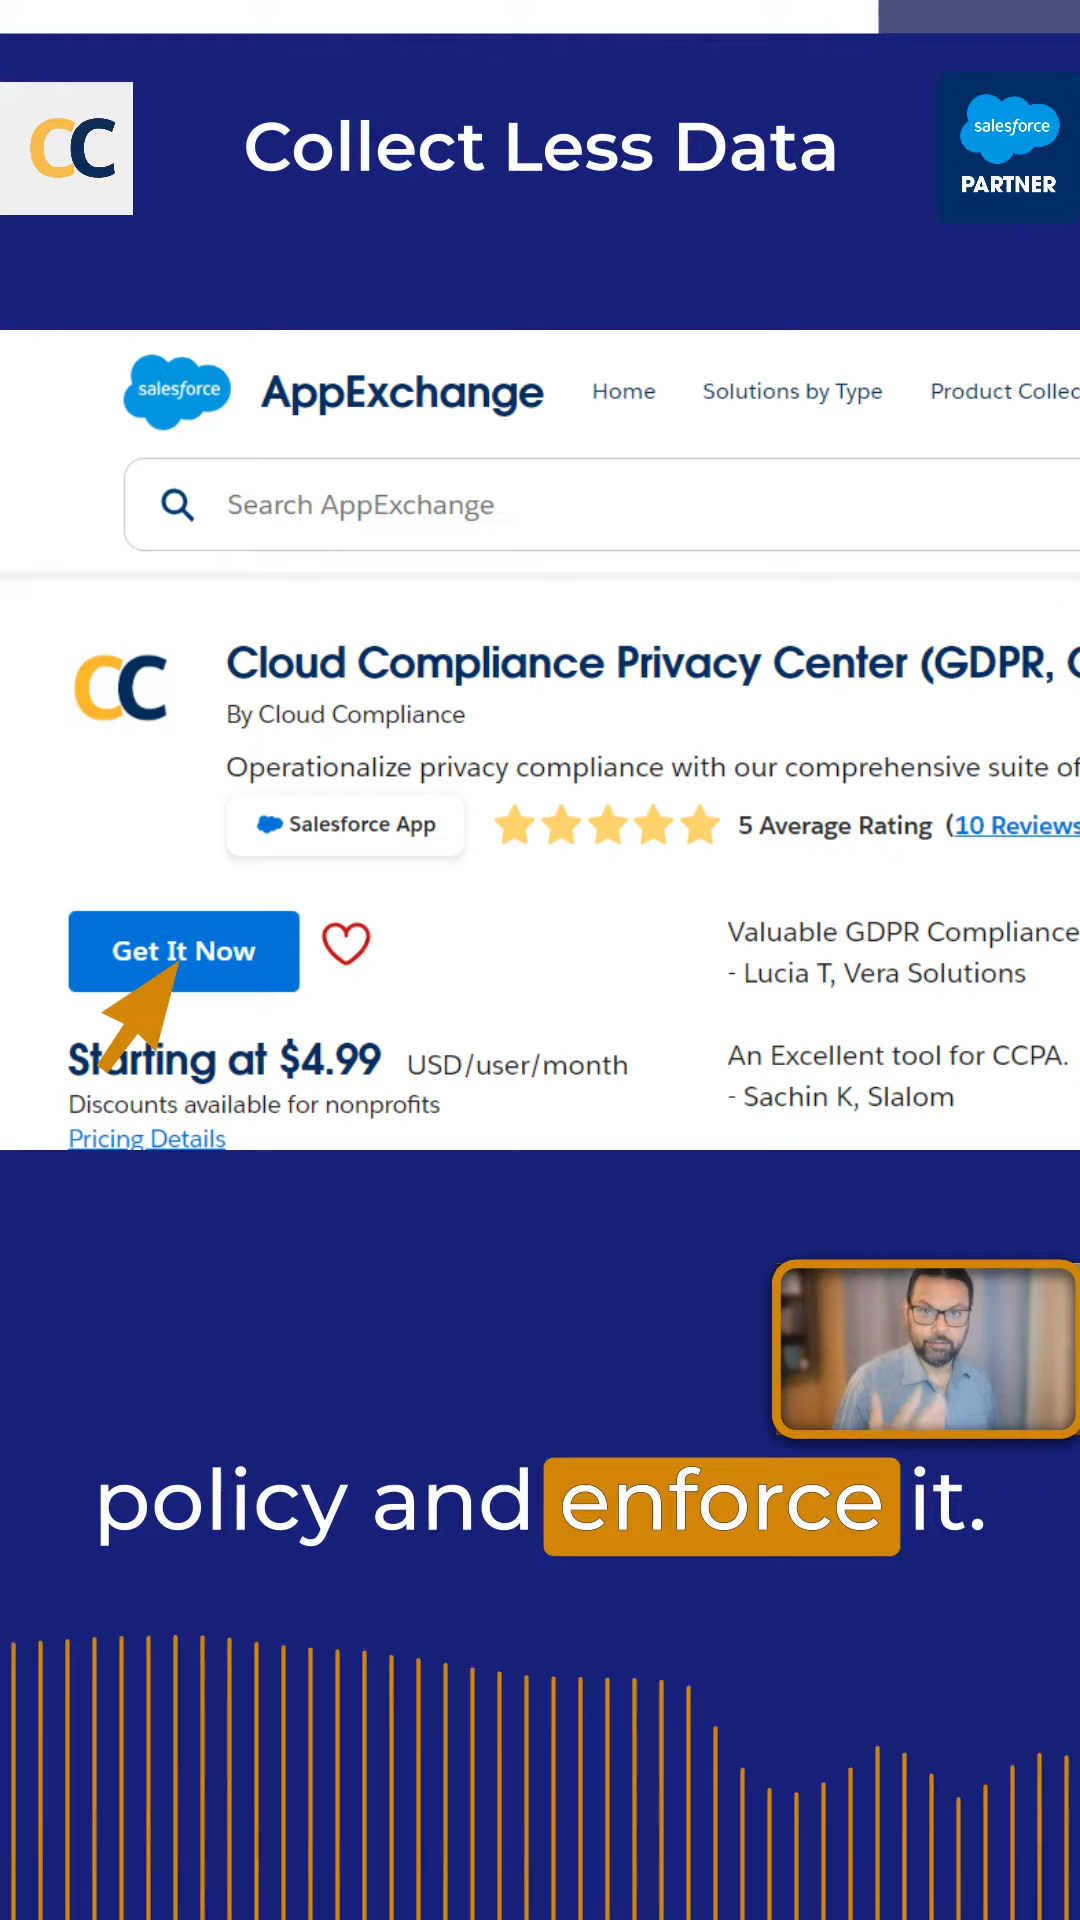 CC
Collect Less Data
salesforce
PARTNER
salesforce
AppExchange
Home
Solutions by Type
Product Collec
Search AppExchange
CC
Cloud Compliance Privacy Center (GDPR, C
By Cloud Compliance
Operationalize privacy compliance with our comprehensive suite of
Salesforce App
5 Average Rating (10 Reviews
Get It Now
Valuable GDPR Compliance
- Lucia T, Vera Solutions
Starting at $4.99 USD/user/month
Discounts available for nonprofits
Pricing Details
An Excellent tool for CCPA.
- Sachin K, Slalom
policy and enforce it.